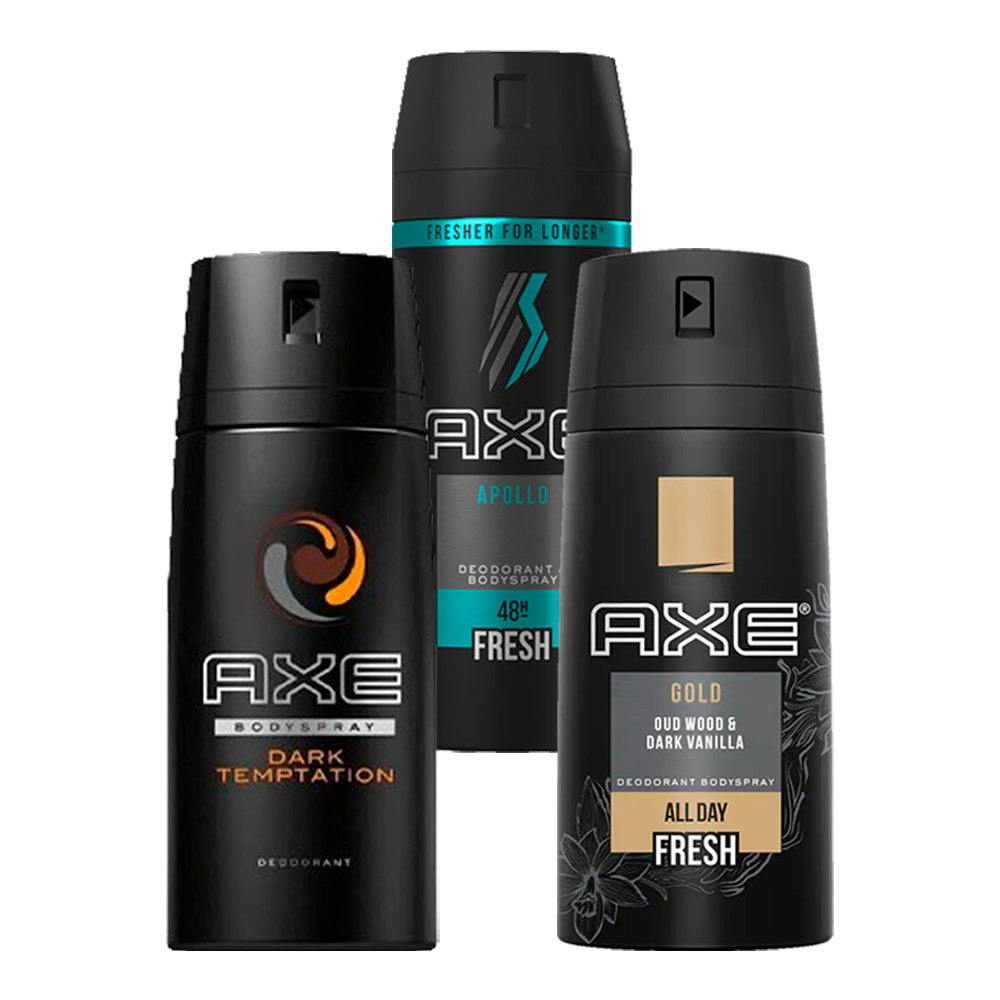 FRESHER FOR LONGER*
AXE
APOLLO
DEODORANT &
BODYSPRAY
48H
FRESH
AXE
BODYSPRAY
DARK
TEMPTATION
DEODORANT
AXE®
GOLD
OUD WOOD &
DARK VANILLA
DEODORANT BODYSPRAY
ALL DAY
FRESH